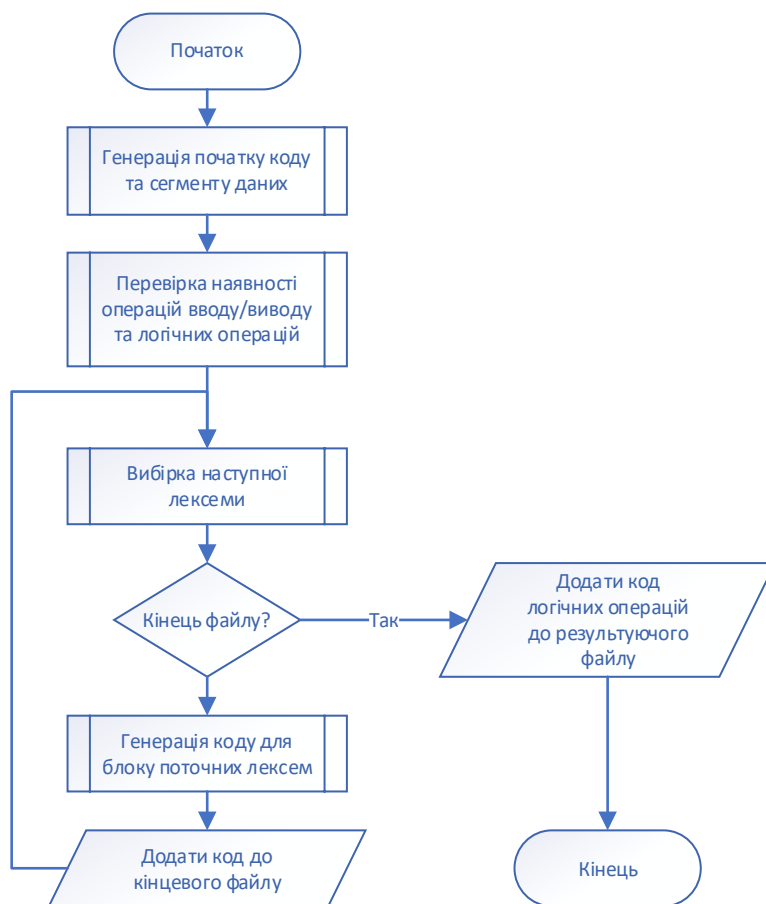 Початок
Генерація початку коду
та сегменту даних
Перевірка наявності
операцій вводу/виводу
та логічних операцій
Вибірка наступної
лексеми
Кінець файлу?
Так
Додати код
логічних операцій
до результуючого
файлу
Генерація коду для
блоку поточних лексем
Додати код до
кінцевого файлу
Кінець